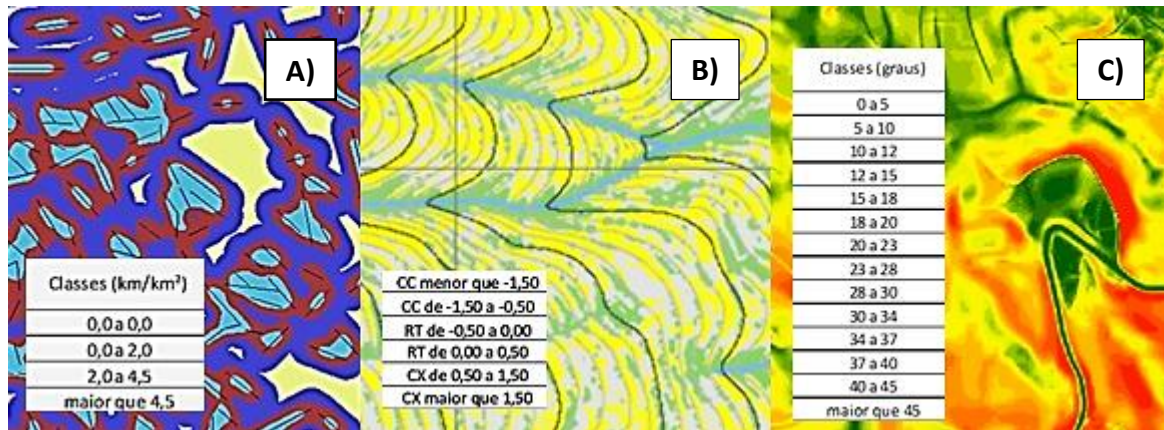 A)
Classes (km/km²)
0,0 a 0,0
0,0 a 2,0
2,0 a 4,5
maior que 4,5
B)
CC menor que -1,50
CC de -1,50 a -0,50
RT de -0,50 a 0,00
RT de 0,00 a 0,50
CX de 0,50 a 1,50
CX maior que 1,50
C)
Classes (graus)
0 a 5
5 a 10
10 a 12
12 a 15
15 a 18
18 a 20
20 a 23
23 a 28
28 a 30
30 a 34
34 a 37
37 a 40
40 a 45
maior que 45